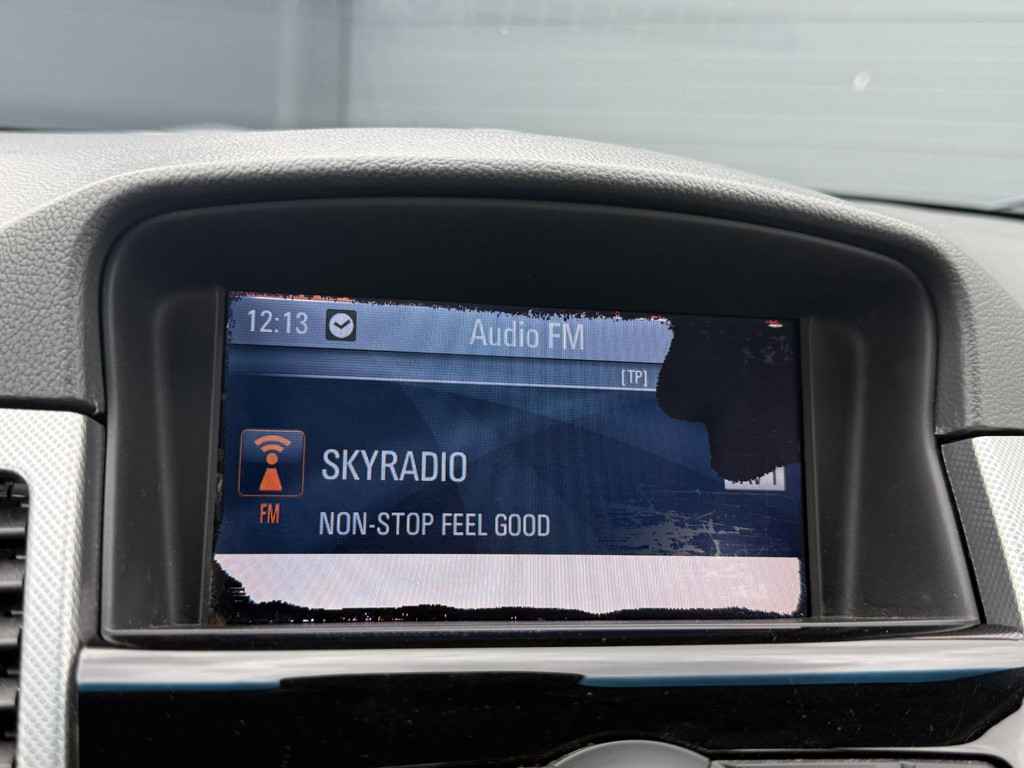 12:13
Audio FM
[TP]
SKYRADIO
FM
NON-STOP FEEL GOOD